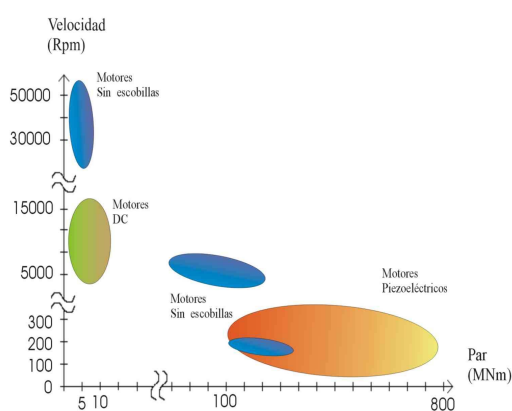 Velocidad
(Rpm)
Motores
Sin escobillas
50000
30000
Motores
DC
15000
5000
Motores
Sin escobillas
Motores
Piezoeléctricos
300
200
100
0
Par
(MNm)
5 10 100 800